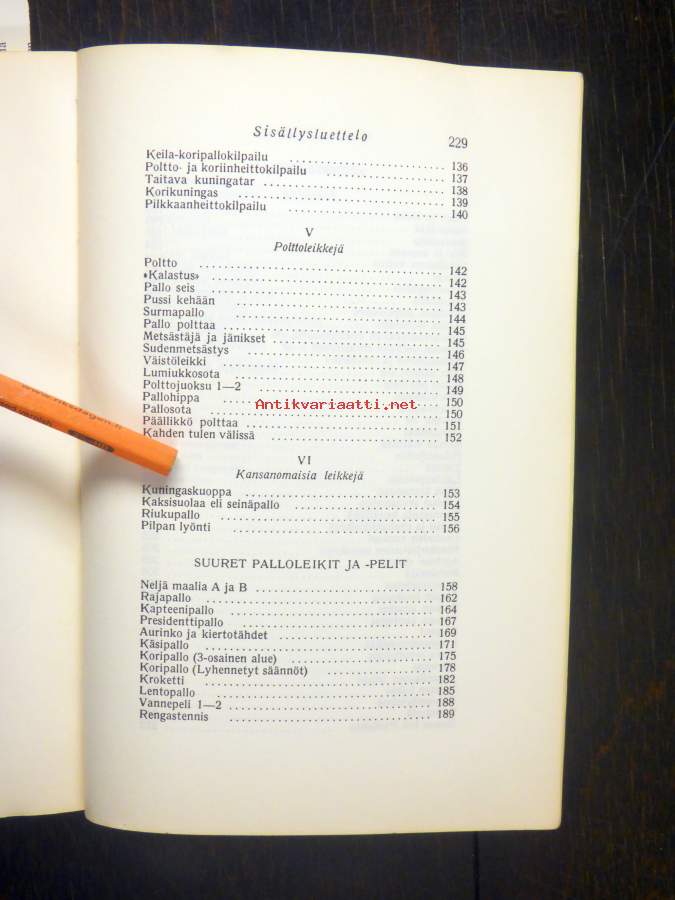 Sisällysluettelo 229
Keila-koripallokilpailu 136
Poltto- ja koriinheittokilpailu 137
Taitava kuningatar 138
Korikuningas 139
Pilkkaanheittokilpailu 140
V
Polttoleikkejä
Poltto 142
»Kalastus» 142
Pallo seis 143
Pussi kehään 143
Surmapallo 144
Pallo polttaa 145
Metsästäjä ja jänikset 145
Sudenmetsästys 146
Väistöleikki 147
Lumiukkosota 148
Polttojuoksu 1—2 149
Pallohippa 150
Antikvariaatti.net
Pallosota 150
Päällikkö polttaa 151
Kahden tulen välissä 152
VI
Kansanomaisia leikkejä
Kuningaskuoppa 153
Kaksisuolaa eli seinäpallo 154
Riukupallo 155
Pilpan lyönti 156
SUURET PALLOLEIKIT JA -PELIT
Neljä maalia A ja B 158
Rajapallo 162
Kapteenipallo 164
Presidenttipallo 167
Aurinko ja kiertotähdet 169
Käsipallo 171
Koripallo (3-osainen alue) 175
Koripallo (Lyhennetyt säännöt) 178
Kroketti 182
Lentopallo 185
Vannepeli 1—2 188
Rengastennis 189